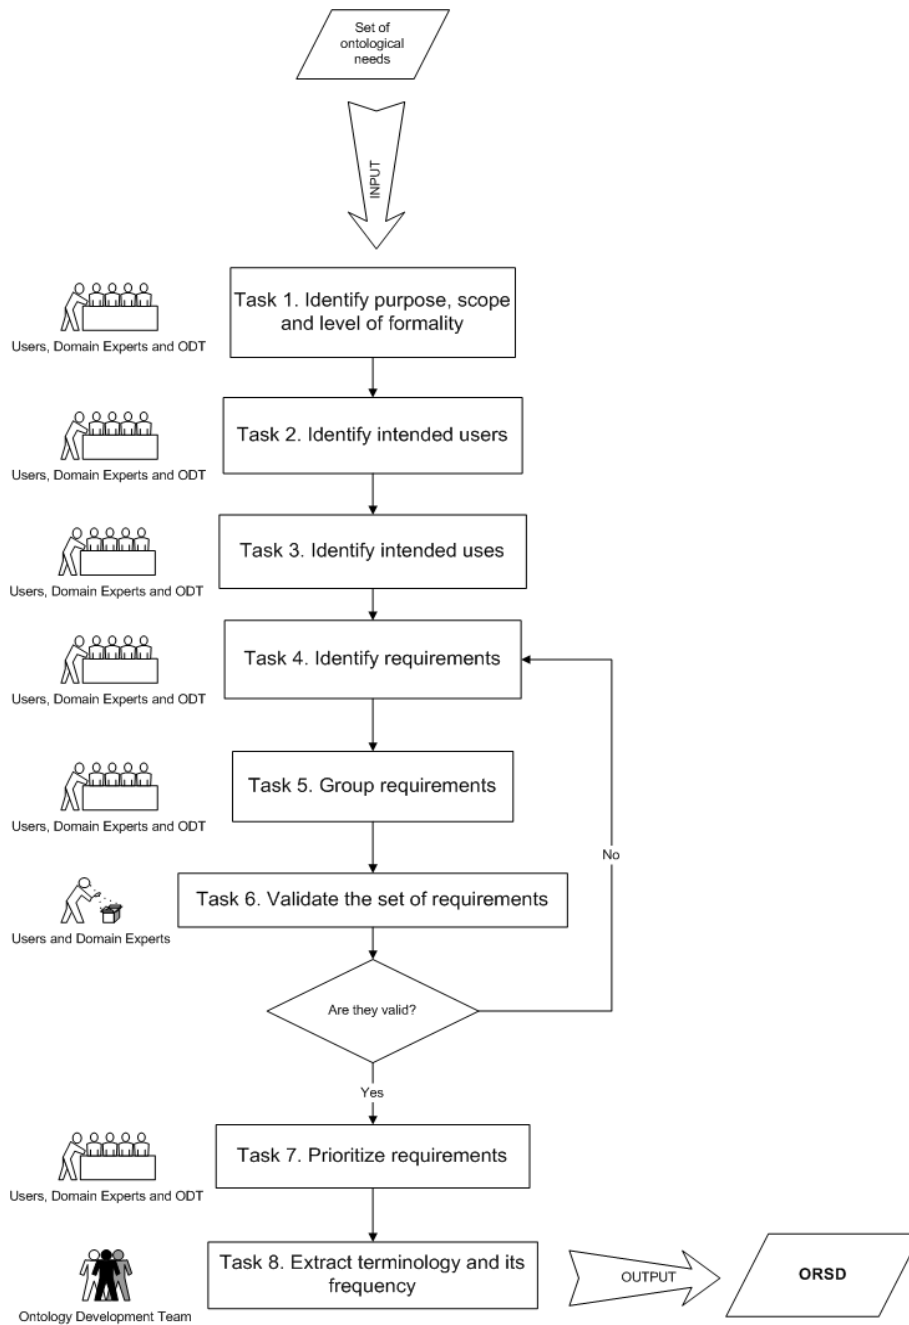 Set of
ontological
needs
INPUT
Task 1. Identify purpose, scope
and level of formality
Users, Domain Experts and ODT
Task 2. Identify intended users
Users, Domain Experts and ODT
Task 3. Identify intended uses
Users, Domain Experts and ODT
Task 4. Identify requirements
Users, Domain Experts and ODT
Task 5. Group requirements
Users, Domain Experts and ODT
No
Task 6. Validate the set of requirements
Users and Domain Experts
Are they valid?
Yes
Task 7. Prioritize requirements
Users, Domain Experts and ODT
Task 8. Extract terminology and its
frequency
OUTPUT
ORSD
Ontology Development Team